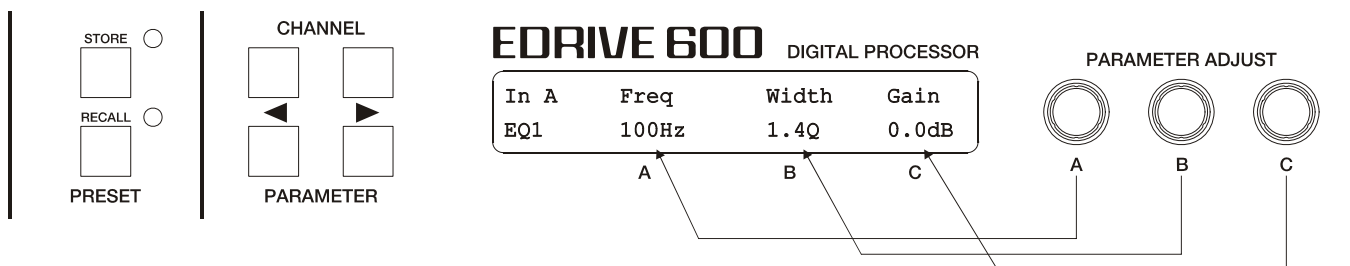 STORE
RECALL
PRESET
CHANNEL
PARAMETER
EDRIVE 600 DIGITAL PROCESSOR
In A Freq Width Gain
EQ1 100Hz 1.4Q 0.0dB
A B C
PARAMETER ADJUST
A B C